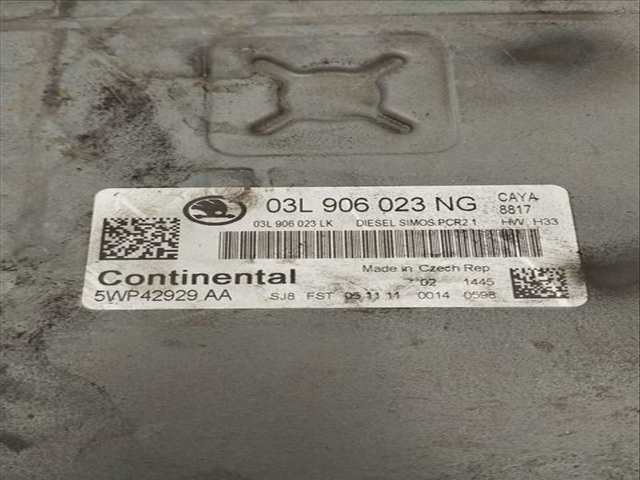 03L 906 023 NG
CAYA
8817
03L 906 023 LK DIESEL SIMOS PCR2.1 HW H33
Continental
Made in Czech Rep
02 1445
5WP42929 AA SJ8 FST 05 11 11 0014 0598